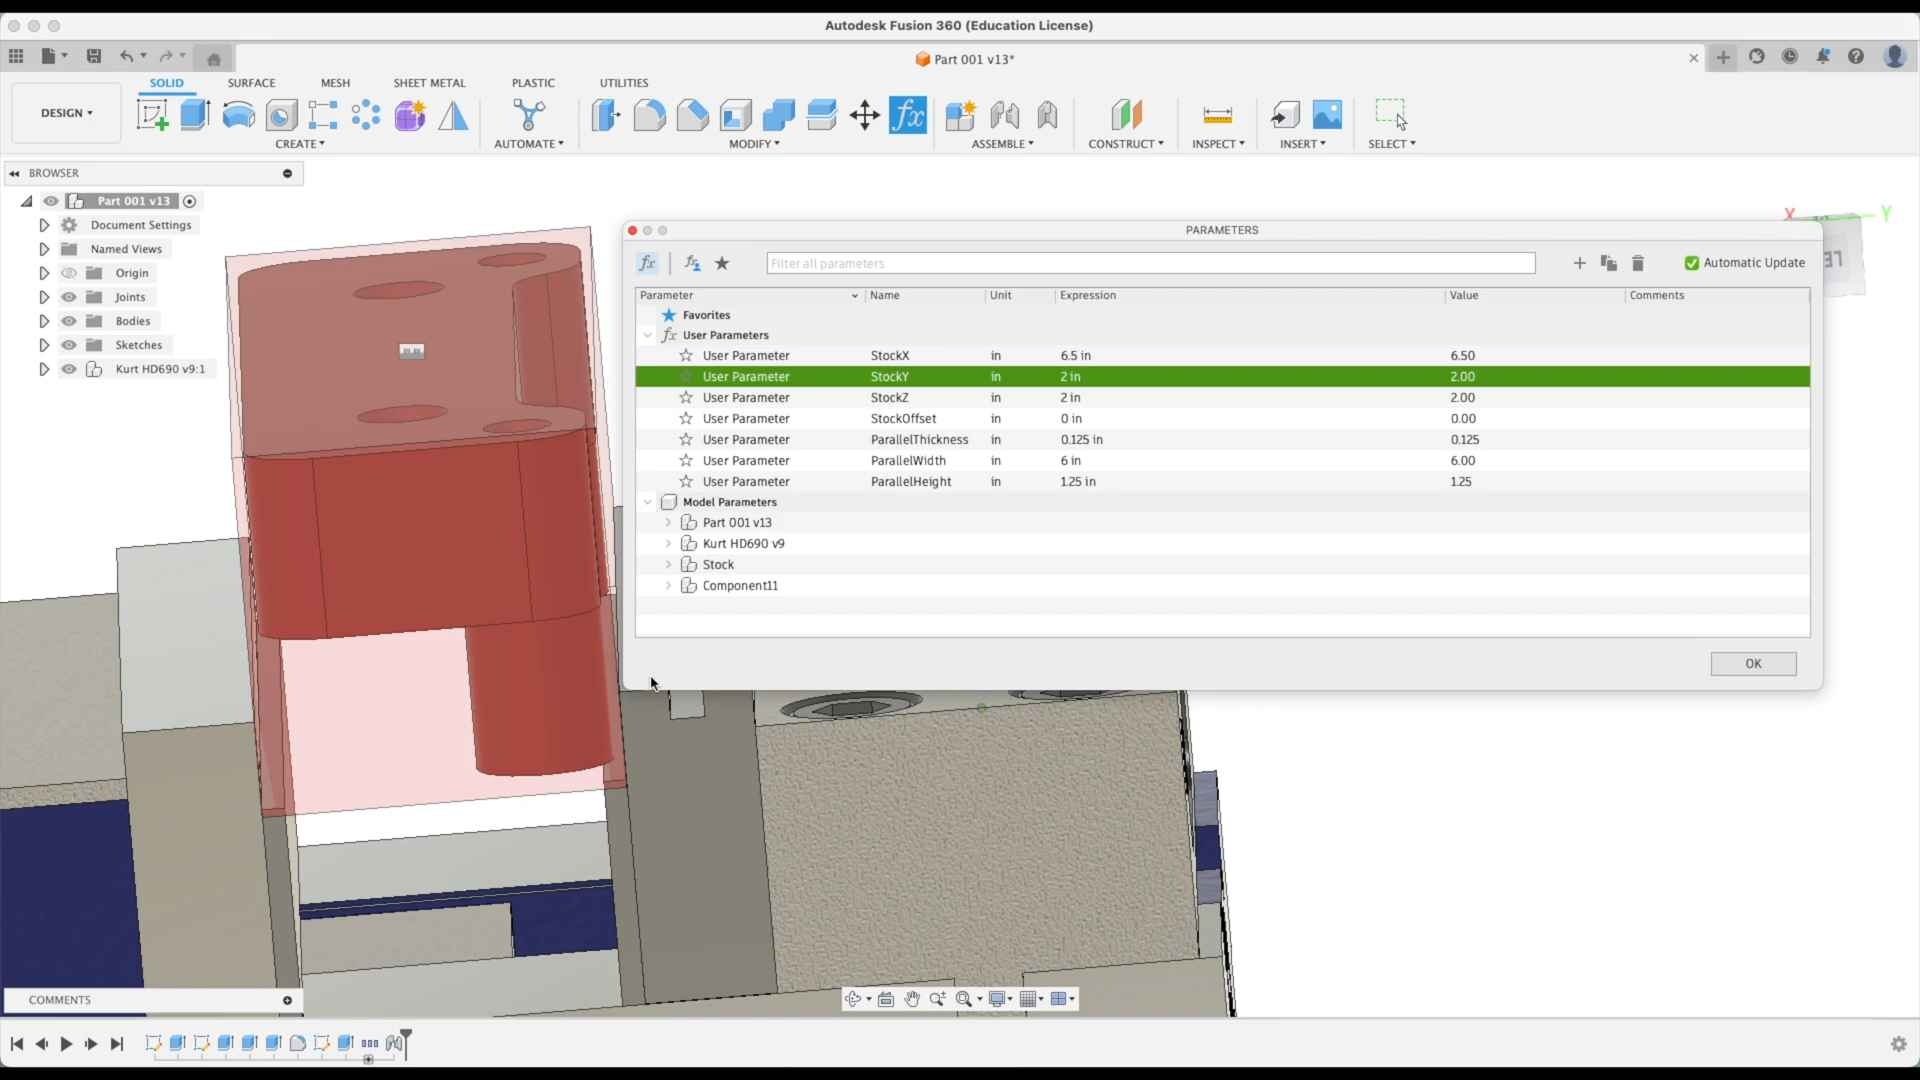 Autodesk Fusion 360 (Education License)
Part 001 v13*
SOLID SURFACE MESH SHEET METAL PLASTIC UTILITIES
DESIGN
fx
CREATE AUTOMATE MODIFY ASSEMBLE CONSTRUCT INSPECT INSERT SELECT
BROWSER
Part 001 v13
Document Settings
Named Views
Origin
Joints
Bodies
Sketches
Kurt HD690 v9:1
X Y
PARAMETERS
fx fx Filter all parameters Automatic Update
Parameter Name Unit Expression Value Comments
Favorites
fx User Parameters
User Parameter StockX in 6.5 in 6.50
User Parameter StockY in 2 in 2.00
User Parameter StockZ in 2 in 2.00
User Parameter StockOffset in 0 in 0.00
User Parameter ParallelThickness in 0.125 in 0.125
User Parameter ParallelWidth in 6 in 6.00
User Parameter ParallelHeight in 1.25 in 1.25
Model Parameters
Part 001 v13
Kurt HD690 v9
Stock
Component11
OK
COMMENTS